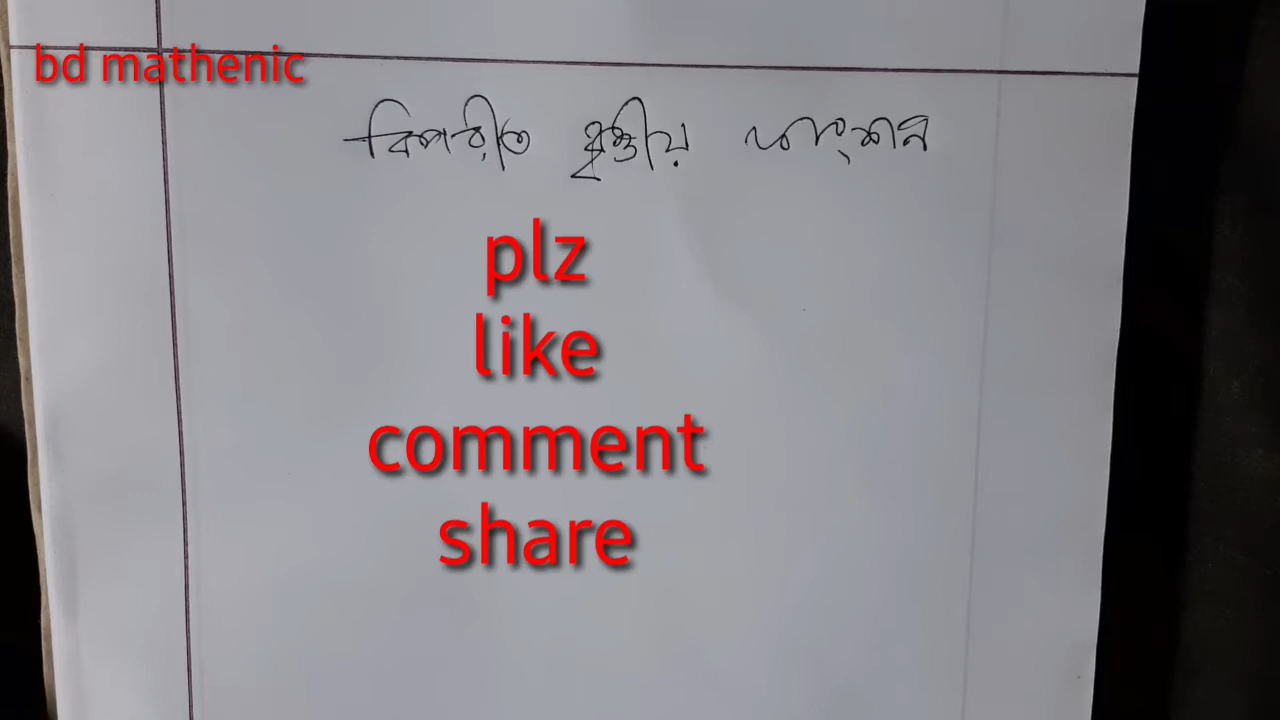 bd mathenic
বিপরীত বৃত্তীয় ফাংশন
plz
like
comment
share